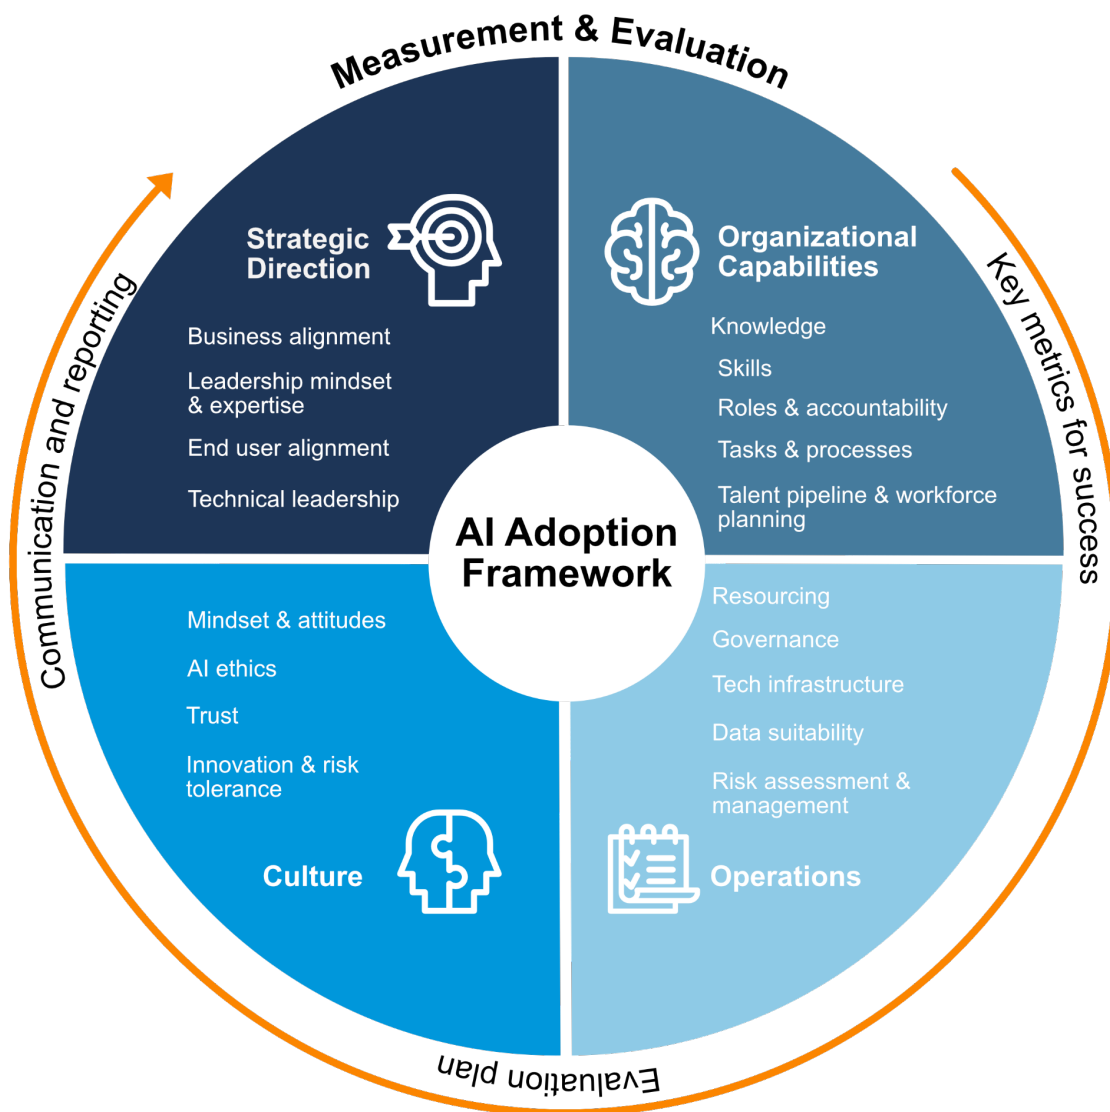 Measurement & Evaluation
Strategic
Direction
Business alignment
Leadership mindset
& expertise
End user alignment
Technical leadership
Organizational
Capabilities
Knowledge
Skills
Roles & accountability
Tasks & processes
Talent pipeline & workforce
planning
AI Adoption
Framework
Mindset & attitudes
AI ethics
Trust
Innovation & risk
tolerance
Culture
Resourcing
Governance
Tech infrastructure
Data suitability
Risk assessment &
management
Operations
Key metrics for success
Evaluation plan
Communication and reporting